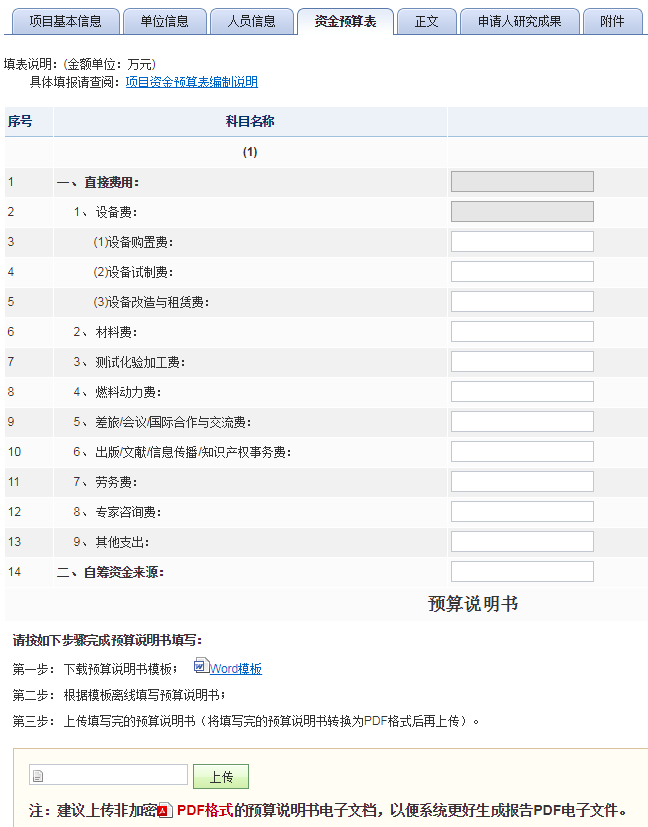 项目基本信息 单位信息 人员信息 资金预算表 正文 申请人研究成果 附件
填表说明：(金额单位：万元)
具体填报请查阅：项目资金预算表编制说明
序号 科目名称
(1)
1 一、直接费用：
2 1、设备费：
3 (1)设备购置费：
4 (2)设备试制费：
5 (3)设备改造与租赁费：
6 2、材料费：
7 3、测试化验加工费：
8 4、燃料动力费：
9 5、差旅/会议/国际合作与交流费：
10 6、出版/文献/信息传播/知识产权事务费：
11 7、劳务费：
12 8、专家咨询费：
13 9、其他支出：
14 二、自筹资金来源：
预算说明书
请按如下步骤完成预算说明书填写：
第一步：下载预算说明书模板； Word模板
第二步：根据模板离线填写预算说明书；
第三步：上传填写完的预算说明书（将填写完的预算说明书转换为PDF格式后再上传）。
上传
注：建议上传非加密 PDF格式的预算说明书电子文档，以便系统更好生成报告PDF电子文件。